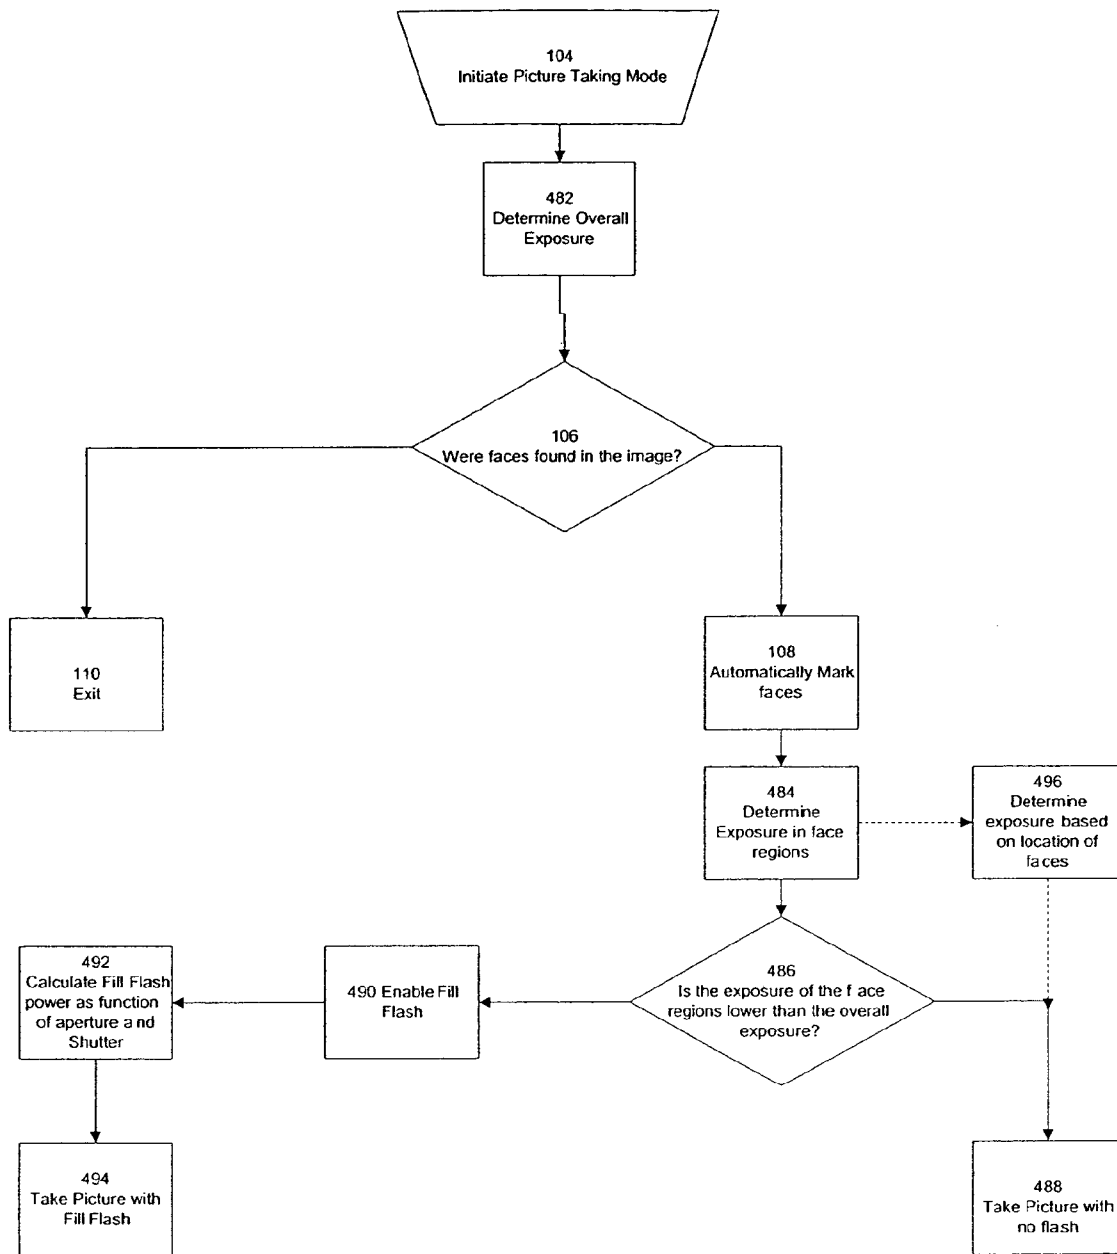 104
Initiate Picture Taking Mode
482
Determine Overall
Exposure
106
Were faces found in the image?
110
Exit
108
Automatically Mark
faces
484
Determine
Exposure in face
regions
496
Determine
exposure based
on location of
faces
486
Is the exposure of the f ace
regions lower than the overall
exposure?
490 Enable Fill
Flash
492
Calculate Fill Flash
power as function
of aperture and
Shutter
494
Take Picture with
Fill Flash
488
Take Picture with
no flash